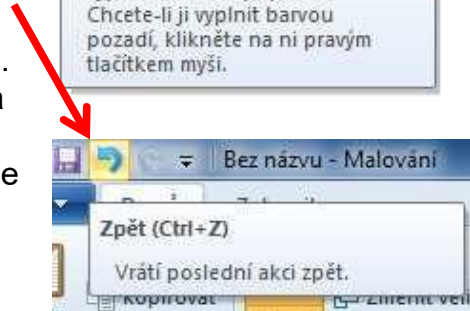 Chcete-li ji vyplnit barvou
pozadí, klikněte na ni pravým
tlačítkem myši.
.
a
e
Bez názvu - Malování
Zpět (Ctrl+Z)
Vrátí poslední akci zpět.
Kopírovat